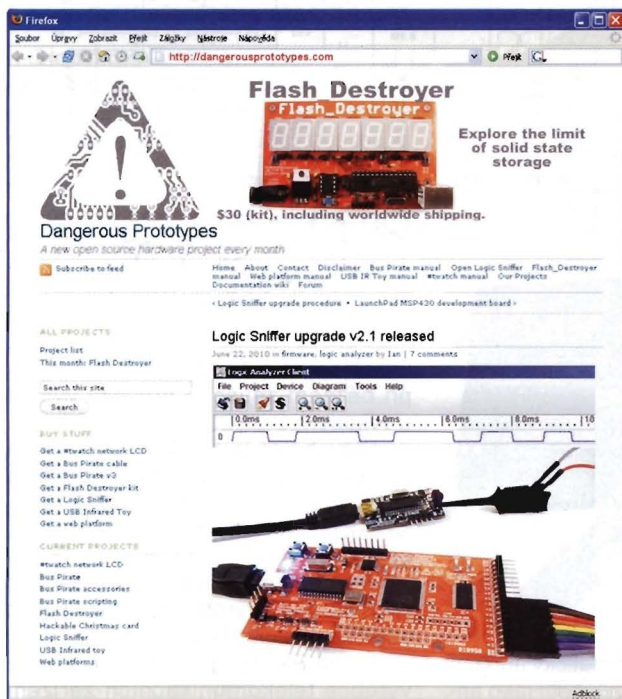 Firefox
Soubor Úpravy Zobrazit Přejít Záložky Nástroje Nápověda
http://dangerousprototypes.com
Přejít
Flash_Destroyer
Flash_Destroyer
Explore the limit
of solid state
storage
$30 (kit), including worldwide shipping.
Dangerous Prototypes
A new open source hardware project every month
Subscribe to feed
Home About Contact Disclaimer Bus Pirate manual Open Logic Sniffer Flash_Destroyer
manual Web platform manual USB IR Toy manual #twatch manual Our Projects
Documentation wiki Forum
‹ Logic Sniffer upgrade procedure • LaunchPad MSP430 development board ›
ALL PROJECTS
Project list
This month: Flash Destroyer
Search this site
Search
BUY STUFF
Get a #twatch network LCD
Get a Bus Pirate cable
Get a Bus Pirate v3
Get a Flash Destroyer kit
Get a Logic Sniffer
Get a USB Infrared Toy
Get a web platform
CURRENT PROJECTS
#twatch network LCD
Bus Pirate
Bus Pirate accessories
Bus Pirate scripting
Flash Destroyer
Hackable Christmas card
Logic Sniffer
USB Infrared toy
Web platforms
Logic Sniffer upgrade v2.1 released
June 22, 2010 in firmware, logic analyzer by Ian | 7 comments
Logic Analyzer Client
File Project Device Diagram Tools Help
0.0ms 2.0ms 4.0ms 6.0ms 8.0ms 10
0
Adblock